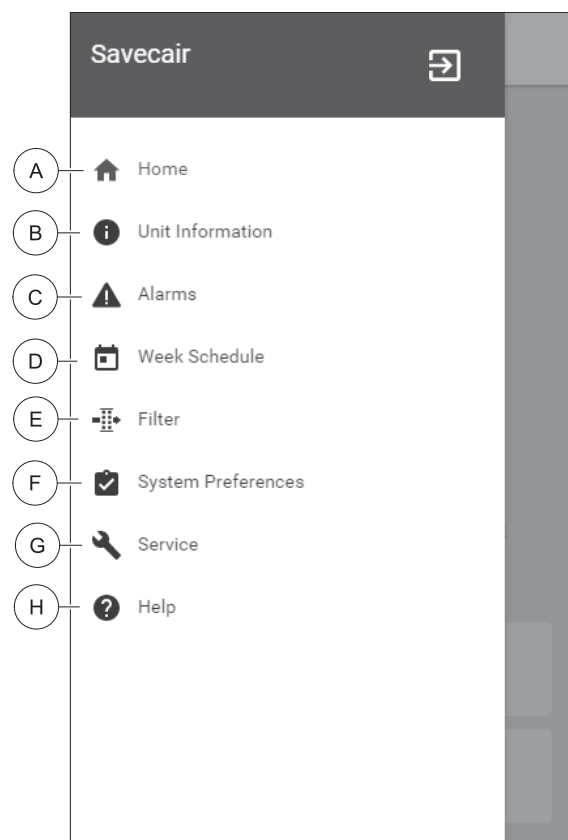 Savecair
A Home
B Unit Information
C Alarms
D Week Schedule
E Filter
F System Preferences
G Service
H Help